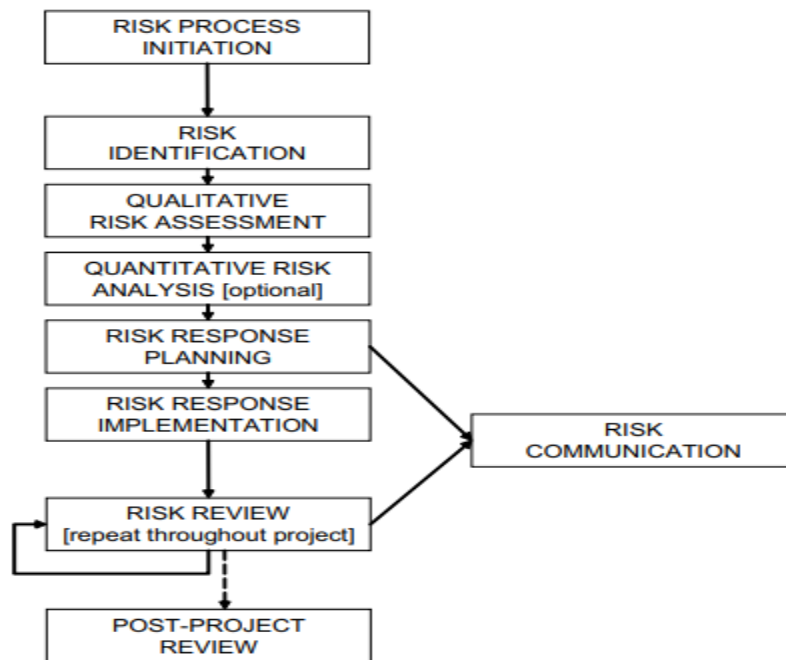 RISK PROCESS
INITIATION
RISK
IDENTIFICATION
QUALITATIVE
RISK ASSESSMENT
QUANTITATIVE RISK
ANALYSIS [optional]
RISK RESPONSE
PLANNING
RISK RESPONSE
IMPLEMENTATION
RISK
COMMUNICATION
RISK REVIEW
[repeat throughout project]
POST-PROJECT
REVIEW